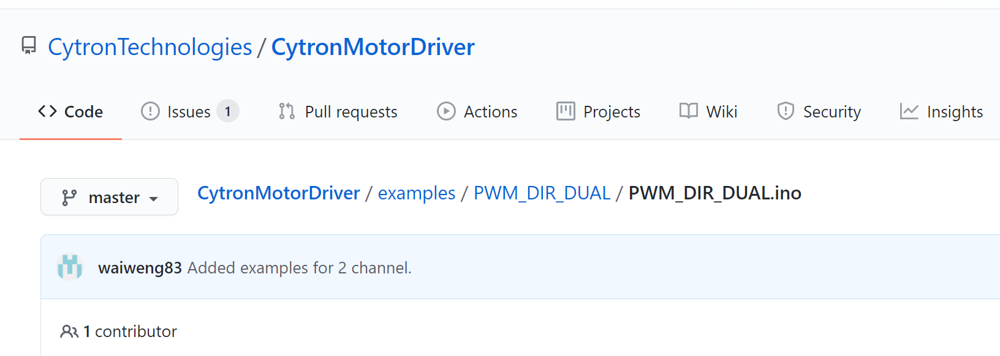 CytronTechnologies / CytronMotorDriver
Code Issues 1 Pull requests Actions Projects Wiki Security Insights
master CytronMotorDriver / examples / PWM_DIR_DUAL / PWM_DIR_DUAL.ino
waiweng83 Added examples for 2 channel.
1 contributor